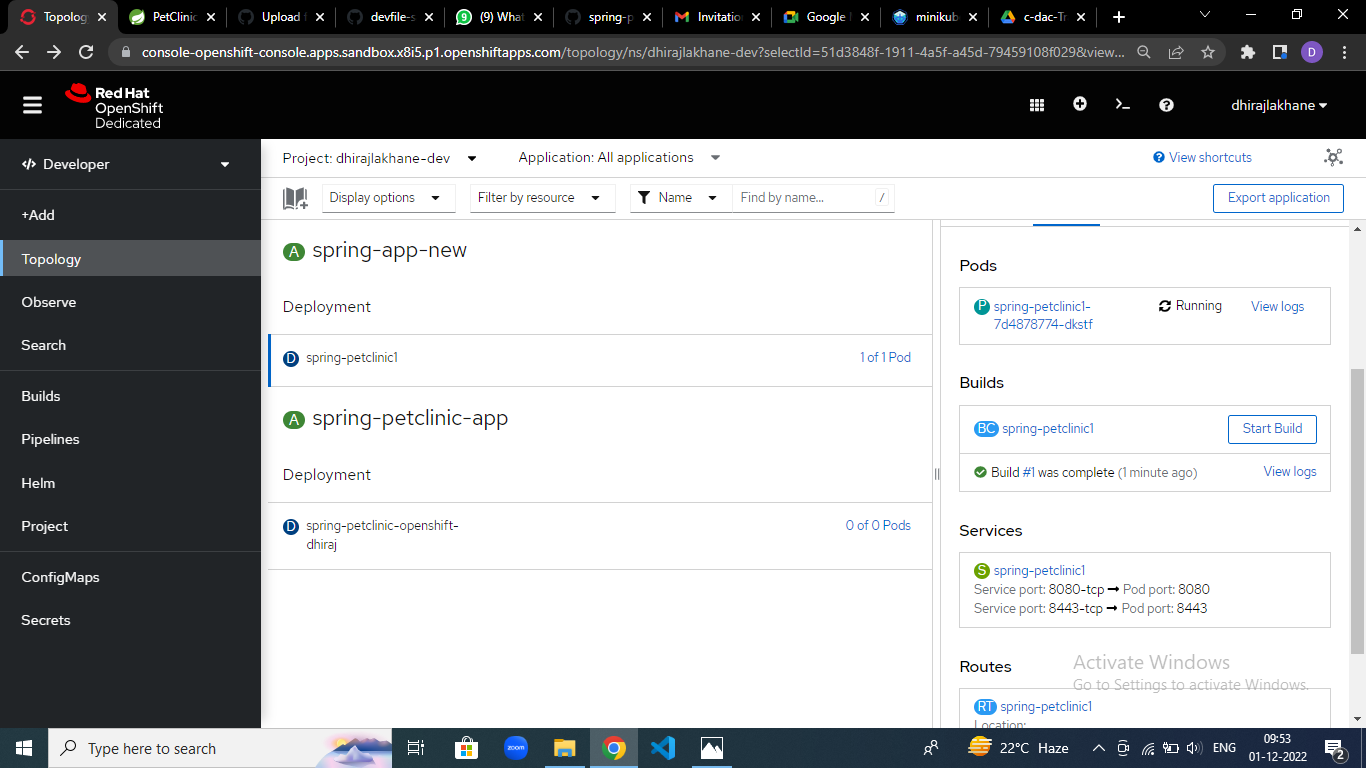 Topology
PetClinic
Upload f
devfile-s
(9) What
spring-p
Invitation
Google
minikub
c-dac-Tr
console-openshift-console.apps.sandbox.x8i5.p1.openshiftapps.com/topology/ns/dhirajlakhane-dev?selectId=51d3848f-1911-4a5f-a45d-79459108f029&view...
D
Red Hat
OpenShift
Dedicated
dhirajlakhane
Developer
+Add
Topology
Observe
Search
Builds
Pipelines
Helm
Project
ConfigMaps
Secrets
Project: dhirajlakhane-dev
Application: All applications
View shortcuts
Display options
Filter by resource
Name
Find by name...
/
Export application
A spring-app-new
Deployment
D spring-petclinic1
1 of 1 Pod
A spring-petclinic-app
Deployment
D spring-petclinic-openshift-
dhiraj
0 of 0 Pods
Pods
P spring-petclinic1-
7d4878774-dkstf
Running
View logs
Builds
BC spring-petclinic1
Start Build
Build #1 was complete (1 minute ago)
View logs
Services
S spring-petclinic1
Service port: 8080-tcp ➞ Pod port: 8080
Service port: 8443-tcp ➞ Pod port: 8443
Routes
RT spring-petclinic1
Location:
Activate Windows
Go to Settings to activate Windows.
Type here to search
zoom
22°C Haze
ENG
09:53
01-12-2022
2